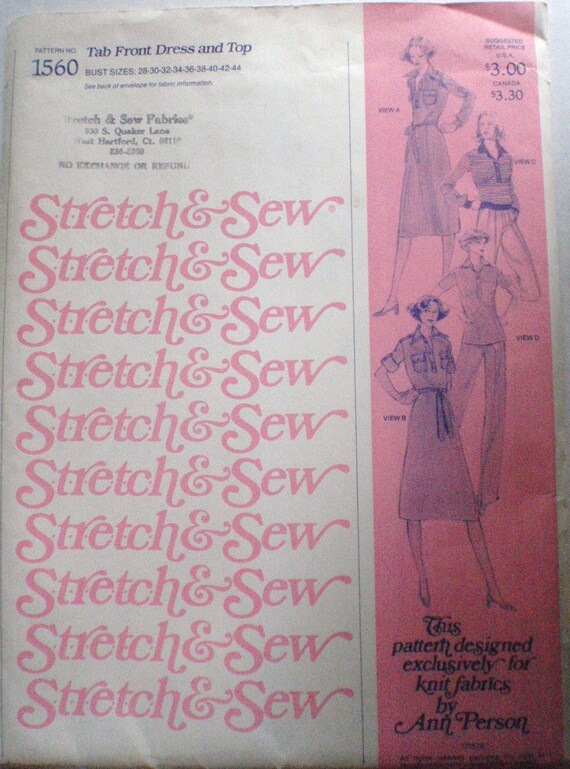 PATTERN NO.
1560
Tab Front Dress and Top
BUST SIZES: 28-30-32-34-36-38-40-42-44
See back of envelope for fabric information.
SUGGESTED
RETAIL PRICE
U.S.A.
$3.00
CANADA
$3.30
Stretch & Sew Fabrics®
930 S. Quaker Lane
West Hartford, Ct.
NO EXCHANGE OR REFUND
VIEW A
VIEW C
VIEW D
VIEW B
Stretch & Sew®
Stretch & Sew
Stretch & Sew
Stretch & Sew
Stretch & Sew
Stretch & Sew
Stretch & Sew
Stretch & Sew
Stretch & Sew
Stretch & Sew
This
pattern designed
exclusively for
knit fabrics
by
Ann Person